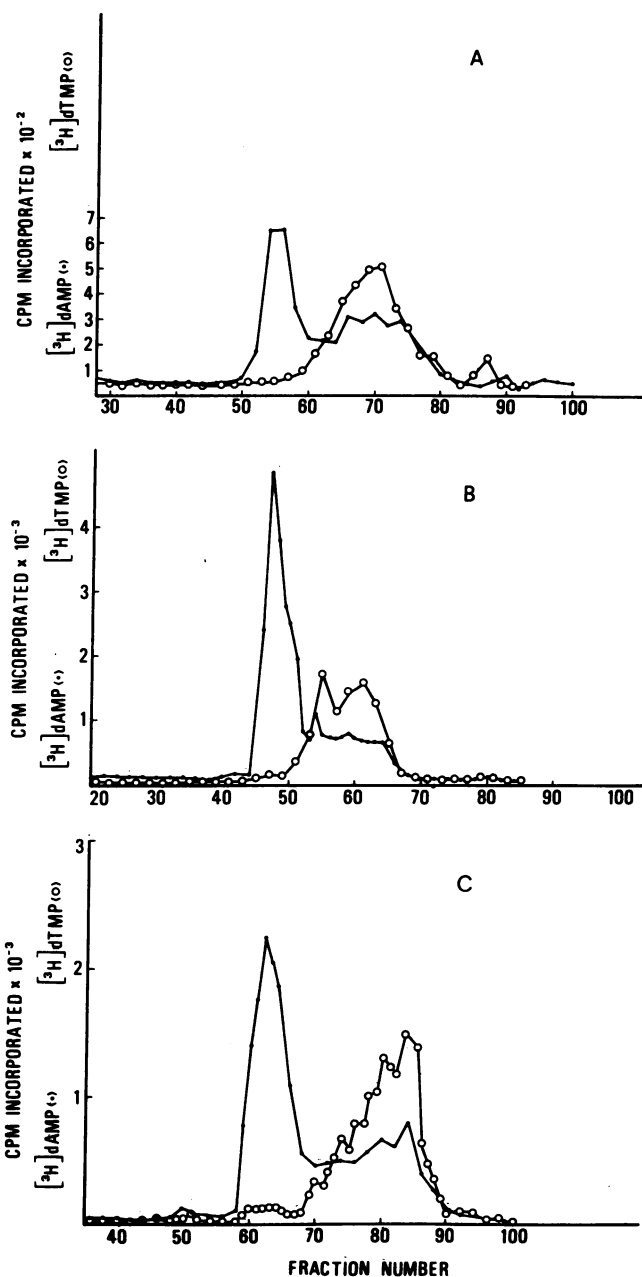 A
CPM INCORPORATED × 10⁻²
[³H]dAMP(•) [³H]dTMP(O)
7
6
5
4
3
2
1
30 40 50 60 70 80 90 100
B
CPM INCORPORATED × 10⁻³
[³H]dAMP(•) [³H]dTMP(O)
4
3
2
1
20 30 40 50 60 70 80 90 100
C
CPM INCORPORATED × 10⁻³
[³H]dAMP(•) [³H]dTMP(O)
3
2
1
40 50 60 70 80 90 100
FRACTION NUMBER